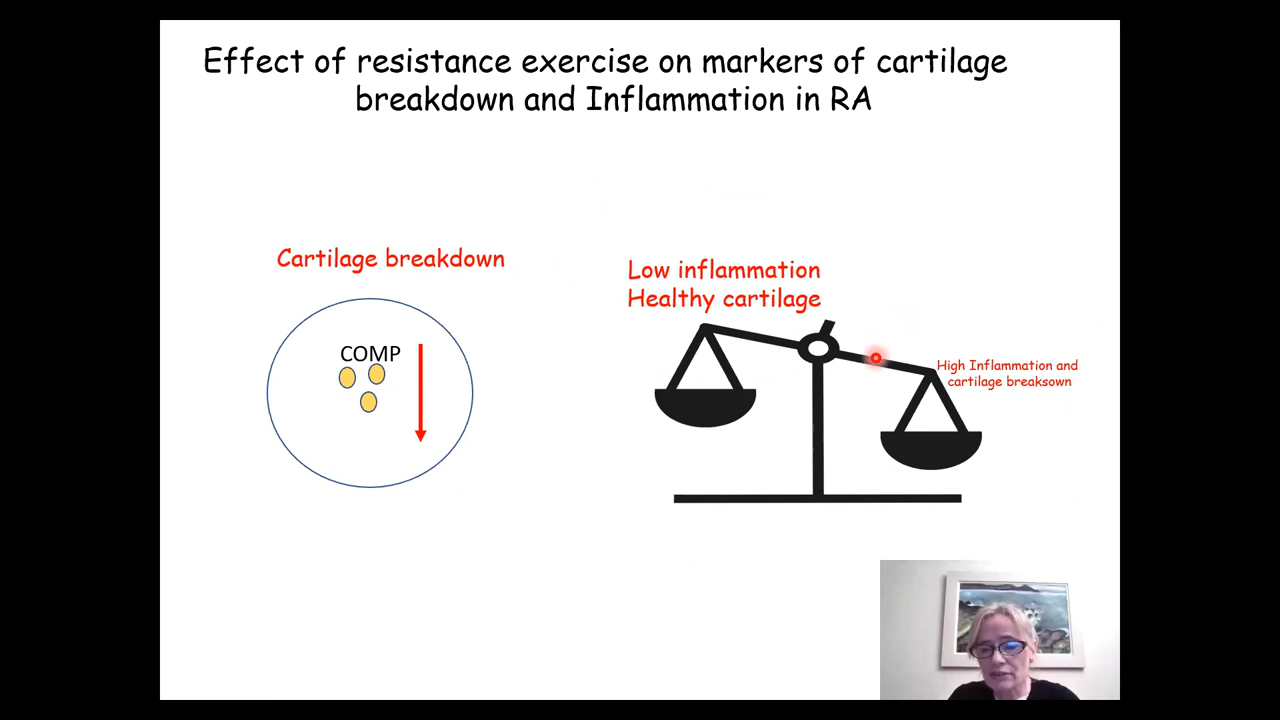 Effect of resistance exercise on markers of cartilage
breakdown and Inflammation in RA
Cartilage breakdown
COMP
Low inflammation
Healthy cartilage
High Inflammation and
cartilage breaksown